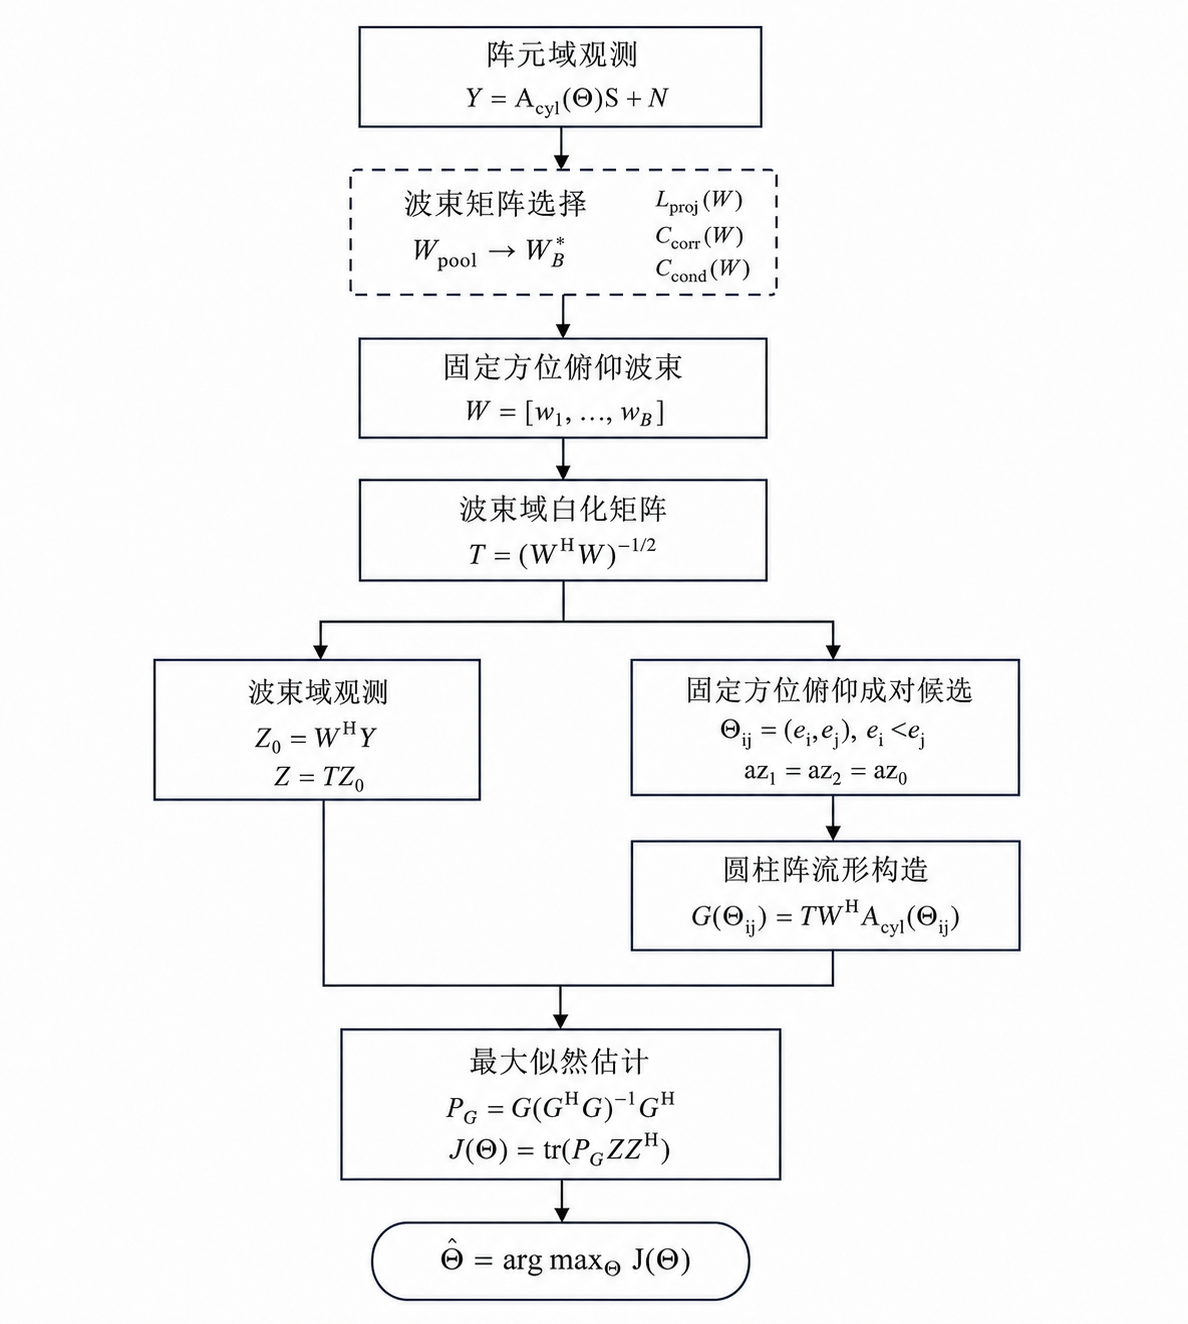 阵元域观测
Y = A_cyl(Θ)S + N
波束矩阵选择
W_pool → W_B^*
L_proj(W)
C_corr(W)
C_cond(W)
固定方位俯仰波束
W = [w_1, …, w_B]
波束域白化矩阵
T = (W^H W)^{-1/2}
波束域观测
Z_0 = W^H Y
Z = TZ_0
固定方位俯仰成对候选
Θ_ij = (e_i, e_j), e_i < e_j
az_1 = az_2 = az_0
圆柱阵流形构造
G(Θ_ij) = TW^H A_cyl(Θ_ij)
最大似然估计
P_G = G(G^H G)^{-1} G^H
J(Θ) = tr(P_G ZZ^H)
Θ̂ = arg max_Θ J(Θ)